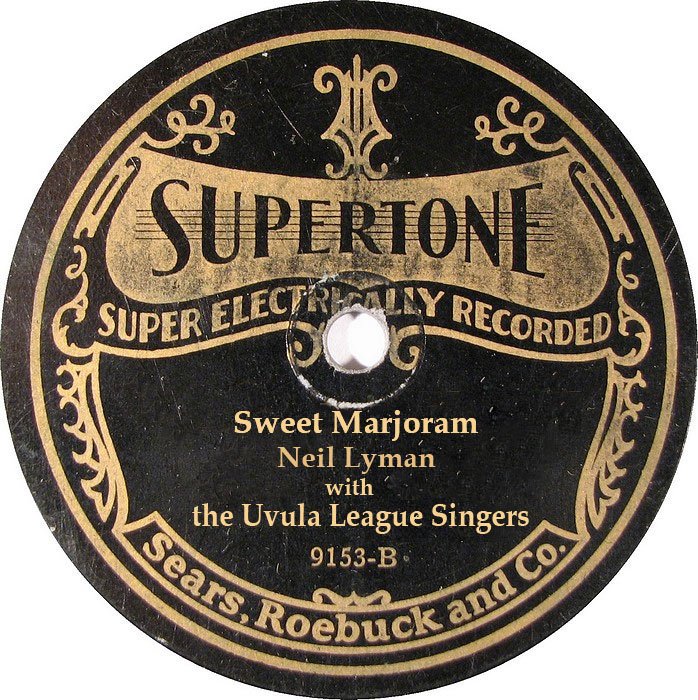 SUPERTONE
SUPER ELECTRICALLY RECORDED
Sweet Marjoram
Neil Lyman
with
the Uvula League Singers
9153-B
Sears, Roebuck and Co.